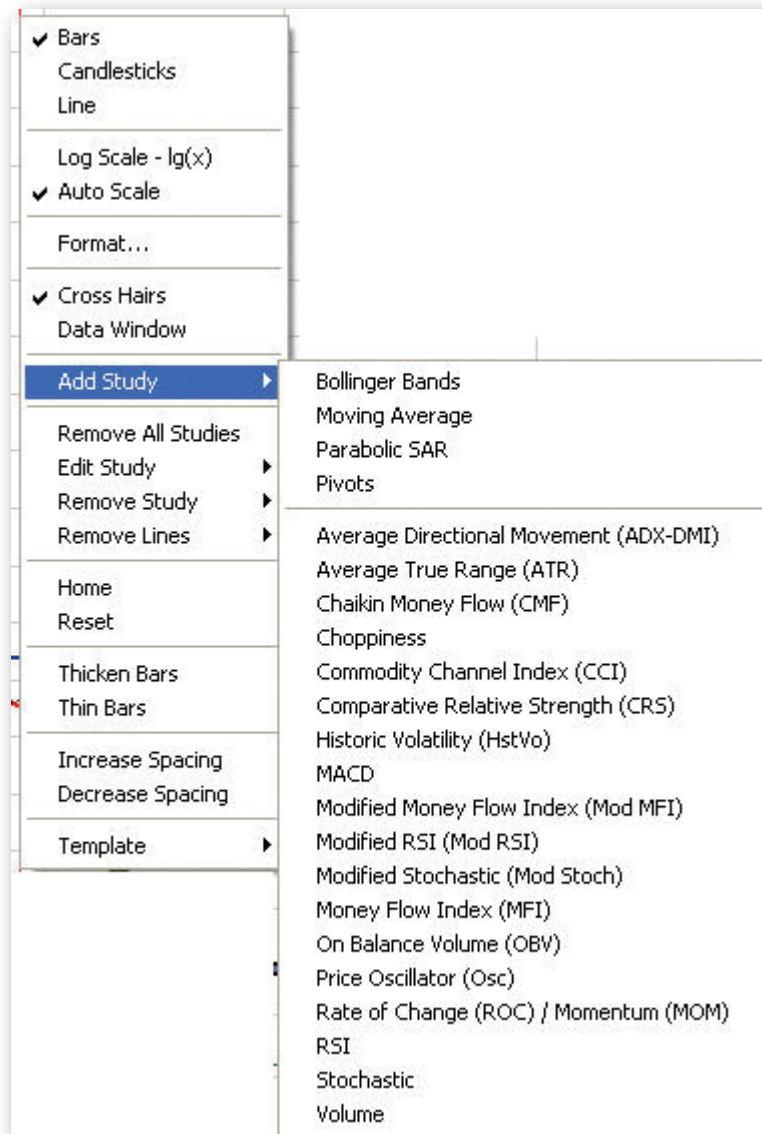 Bars
Candlesticks
Line
Log Scale - lg(x)
Auto Scale
Format...
Cross Hairs
Data Window
Add Study
Remove All Studies
Edit Study
Remove Study
Remove Lines
Home
Reset
Thicken Bars
Thin Bars
Increase Spacing
Decrease Spacing
Template
Bollinger Bands
Moving Average
Parabolic SAR
Pivots
Average Directional Movement (ADX-DMI)
Average True Range (ATR)
Chaikin Money Flow (CMF)
Choppiness
Commodity Channel Index (CCI)
Comparative Relative Strength (CRS)
Historic Volatility (HstVo)
MACD
Modified Money Flow Index (Mod MFI)
Modified RSI (Mod RSI)
Modified Stochastic (Mod Stoch)
Money Flow Index (MFI)
On Balance Volume (OBV)
Price Oscillator (Osc)
Rate of Change (ROC) / Momentum (MOM)
RSI
Stochastic
Volume